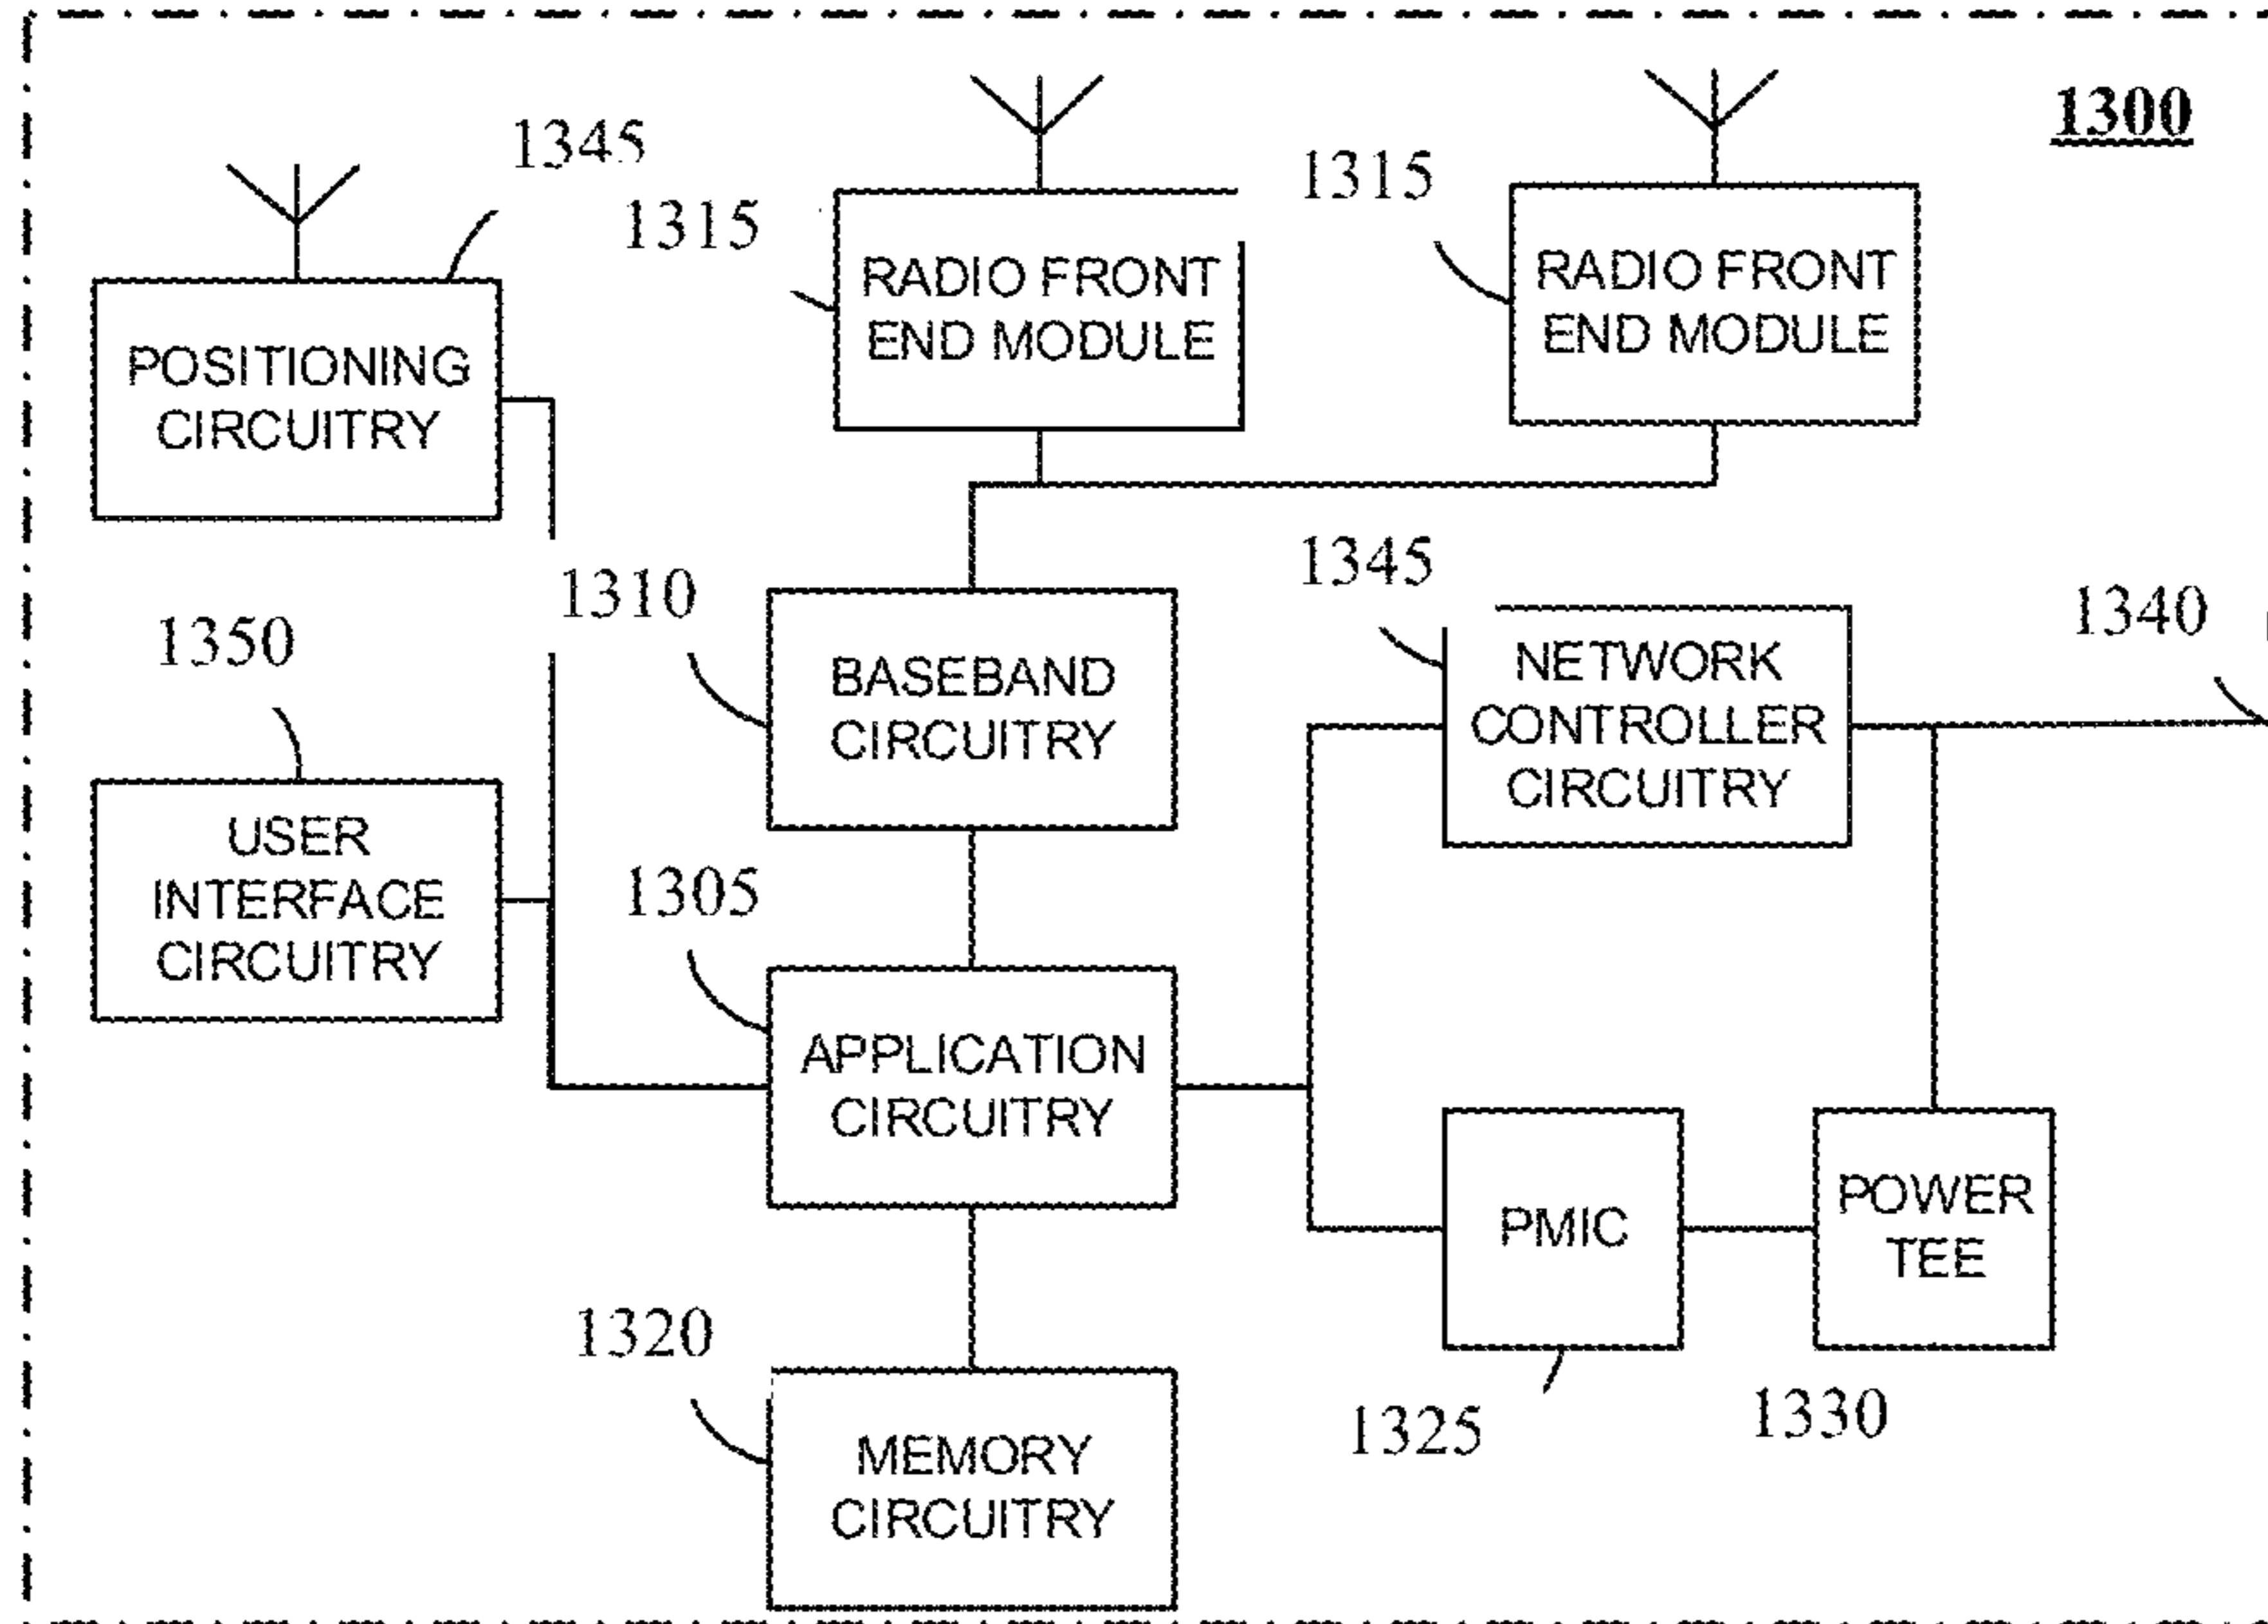 1300
1345
POSITIONING
CIRCUITRY
1315
RADIO FRONT
END MODULE
1315
RADIO FRONT
END MODULE
1310
BASEBAND
CIRCUITRY
1345
NETWORK
CONTROLLER
CIRCUITRY
1340
1350
USER
INTERFACE
CIRCUITRY
1305
APPLICATION
CIRCUITRY
PMIC
1325
POWER
TEE
1330
1320
MEMORY
CIRCUITRY